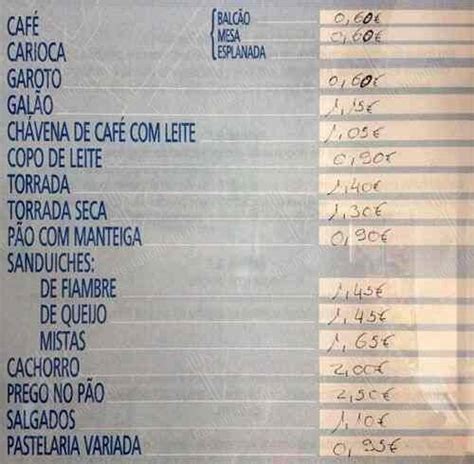 CAFÉ { BALCÃO 0,60€
MESA 0,60€
CARIOCA ESPLANADA
GAROTO 0,60€
GALÃO 1,15€
CHÁVENA DE CAFÉ COM LEITE 1,05€
COPO DE LEITE 0,90€
TORRADA 1,40€
TORRADA SECA 1,30€
PÃO COM MANTEIGA 0,90€
SANDUICHES:
DE FIAMBRE 1,45€
DE QUEIJO 1,45€
MISTAS 1,65€
CACHORRO 2,00€
PREGO NO PÃO 2,50€
SALGADOS 1,10€
PASTELARIA VARIADA 0,95€